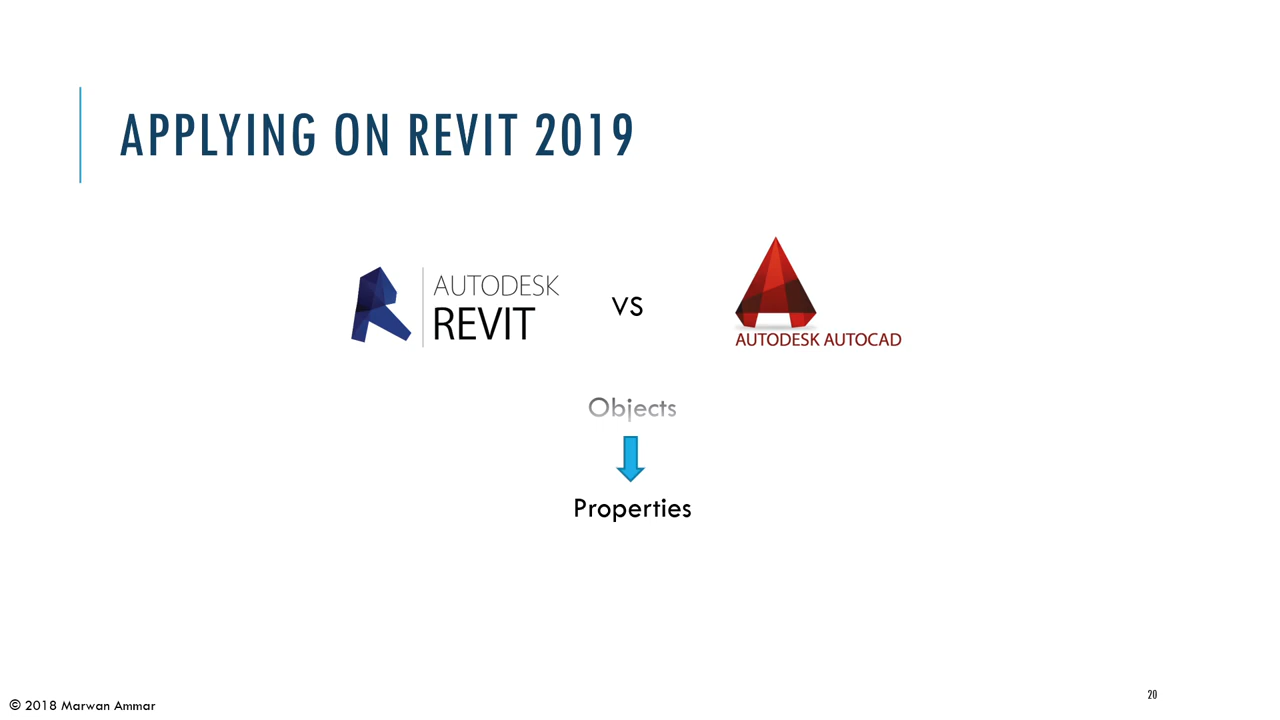 APPLYING ON REVIT 2019
AUTODESK
REVIT
vs
AUTODESK AUTOCAD
Objects
Properties
© 2018 Marwan Ammar
20